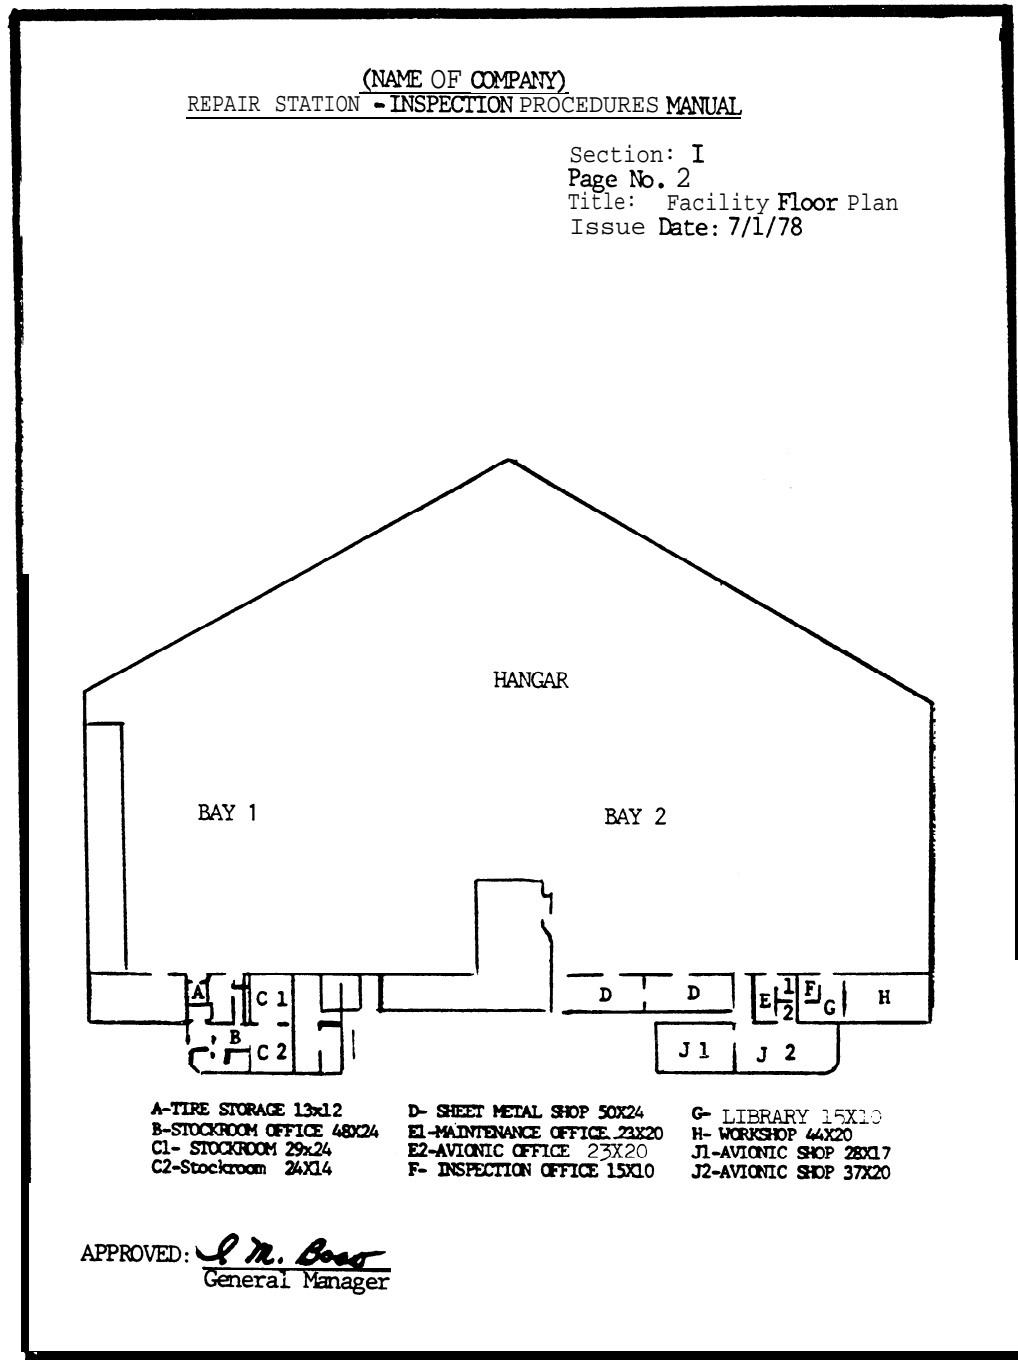 (NAME OF COMPANY)
REPAIR STATION - INSPECTION PROCEDURES MANUAL
Section: I
Page No. 2
Title: Facility Floor Plan
Issue Date: 7/1/78
HANGAR
BAY 1
BAY 2
A
C 1
B
C 2
D
D
E
1
2
F
G
H
J 1
J 2
A-TIRE STORAGE 13x12
B-STOCKROOM OFFICE 48X24
C1- STOCKROOM 29x24
C2-Stockroom 24X14
D- SHEET METAL SHOP 50X24
E1-MAINTENANCE OFFICE 23X20
E2-AVIONIC OFFICE 23X20
F- INSPECTION OFFICE 15X10
G- LIBRARY 15X10
H- WORKSHOP 44X20
J1-AVIONIC SHOP 28X17
J2-AVIONIC SHOP 37X20
APPROVED: I M. Boso
General Manager